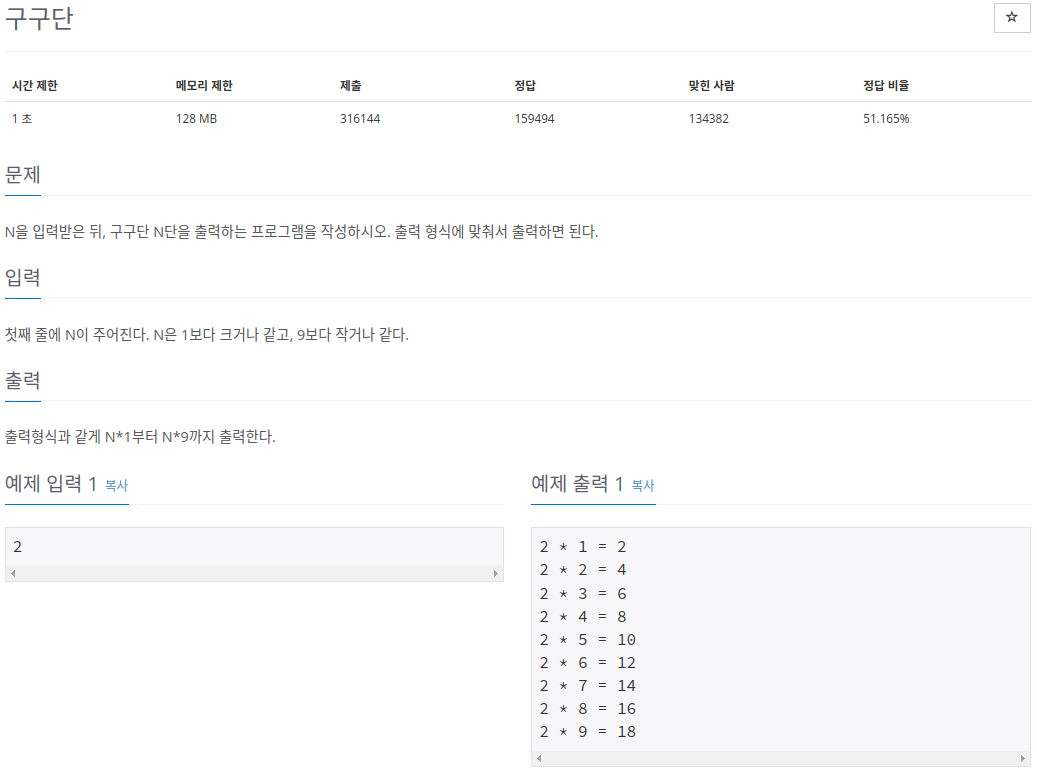 구구단
☆
시간 제한 메모리 제한 제출 정답 맞힌 사람 정답 비율
1 초 128 MB 316144 159494 134382 51.165%
문제
N을 입력받은 뒤, 구구단 N단을 출력하는 프로그램을 작성하시오. 출력 형식에 맞춰서 출력하면 된다.
입력
첫째 줄에 N이 주어진다. N은 1보다 크거나 같고, 9보다 작거나 같다.
출력
출력형식과 같게 N*1부터 N*9까지 출력한다.
예제 입력 1 복사
2
예제 출력 1 복사
2 * 1 = 2
2 * 2 = 4
2 * 3 = 6
2 * 4 = 8
2 * 5 = 10
2 * 6 = 12
2 * 7 = 14
2 * 8 = 16
2 * 9 = 18